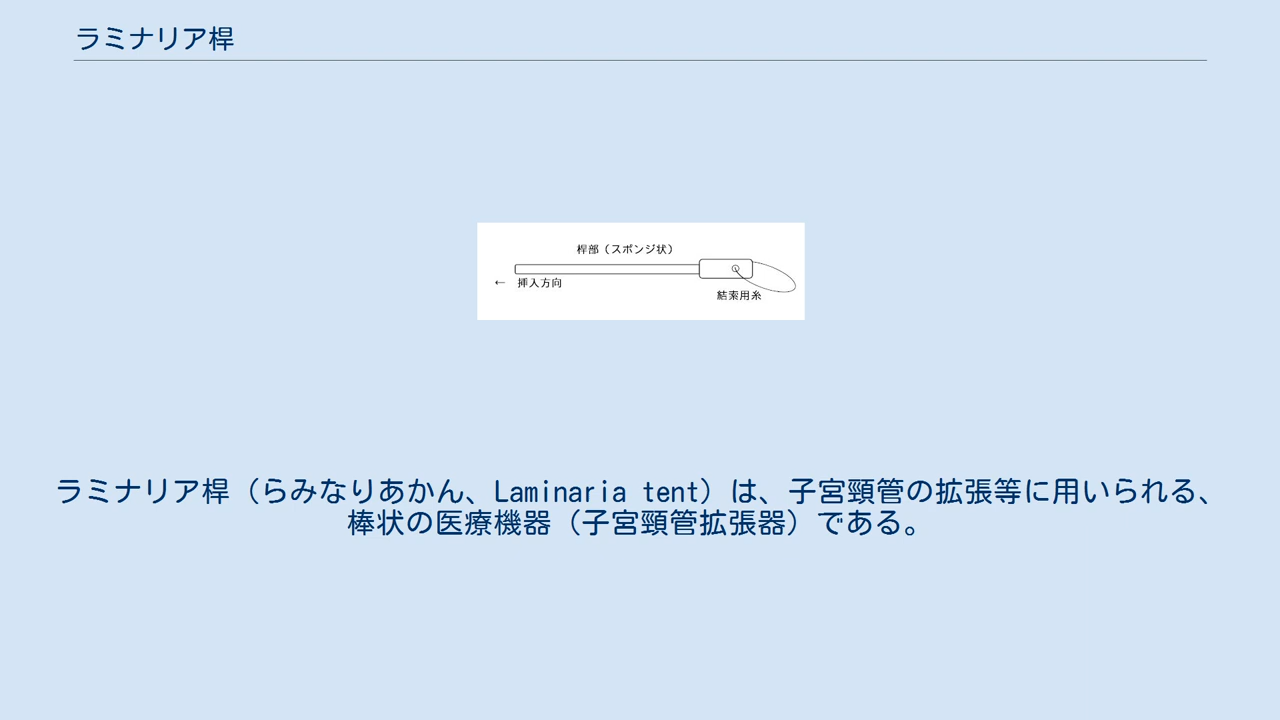 ラミナリア桿
桿部（スポンジ状）
← 挿入方向
結索用糸
ラミナリア桿（らみなりあかん、Laminaria tent）は、子宮頸管の拡張等に用いられる、
棒状の医療機器（子宮頸管拡張器）である。